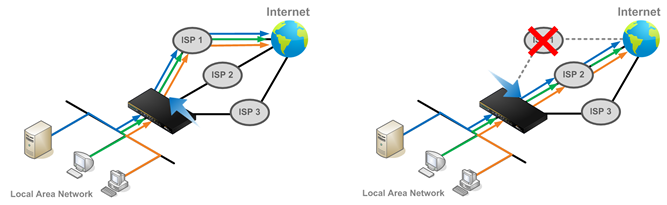 Internet
ISP 1
ISP 2
ISP 3
Local Area Network
Internet
ISP 2
ISP 3
Local Area Network